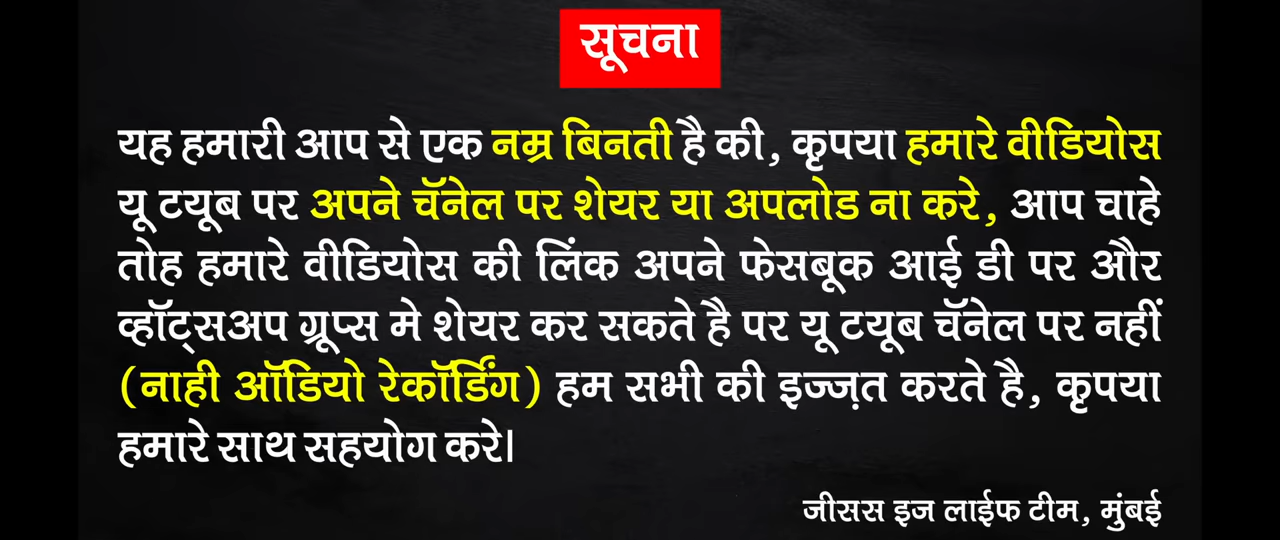 सूचना
यह हमारी आप से एक नम्र बिनती है की, कृपया हमारे वीडियोस
यू टयूब पर अपने चॅनेल पर शेयर या अपलोड ना करे, आप चाहे
तोह हमारे वीडियोस की लिंक अपने फेसबूक आई डी पर और
व्हॉट्सअप ग्रूप्स मे शेयर कर सकते है पर यू टयूब चॅनेल पर नहीं
(नाही ऑडियो रेकॉर्डिंग) हम सभी की इज्ज़त करते है, कृपया
हमारे साथ सहयोग करे।
जीसस इज लाईफ टीम, मुंबई